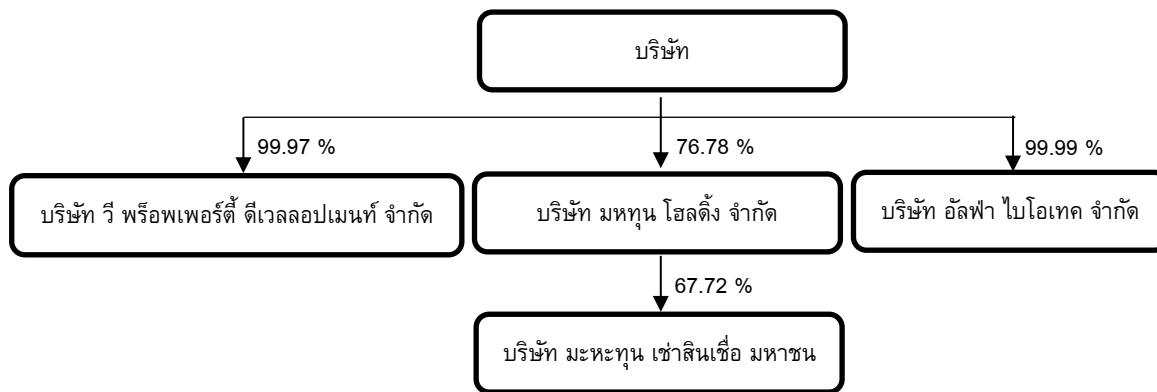 บริษัท
99.97 %
76.78 %
99.99 %
บริษัท วี พร็อพเพอร์ตี้ ดีเวลลอปเมนท์ จำกัด
บริษัท มหทุน โฮลดิ้ง จำกัด
บริษัท อัลฟ่า ไบโอเทค จำกัด
67.72 %
บริษัท มะหะทุน เช่าสินเชื่อ มหาชน